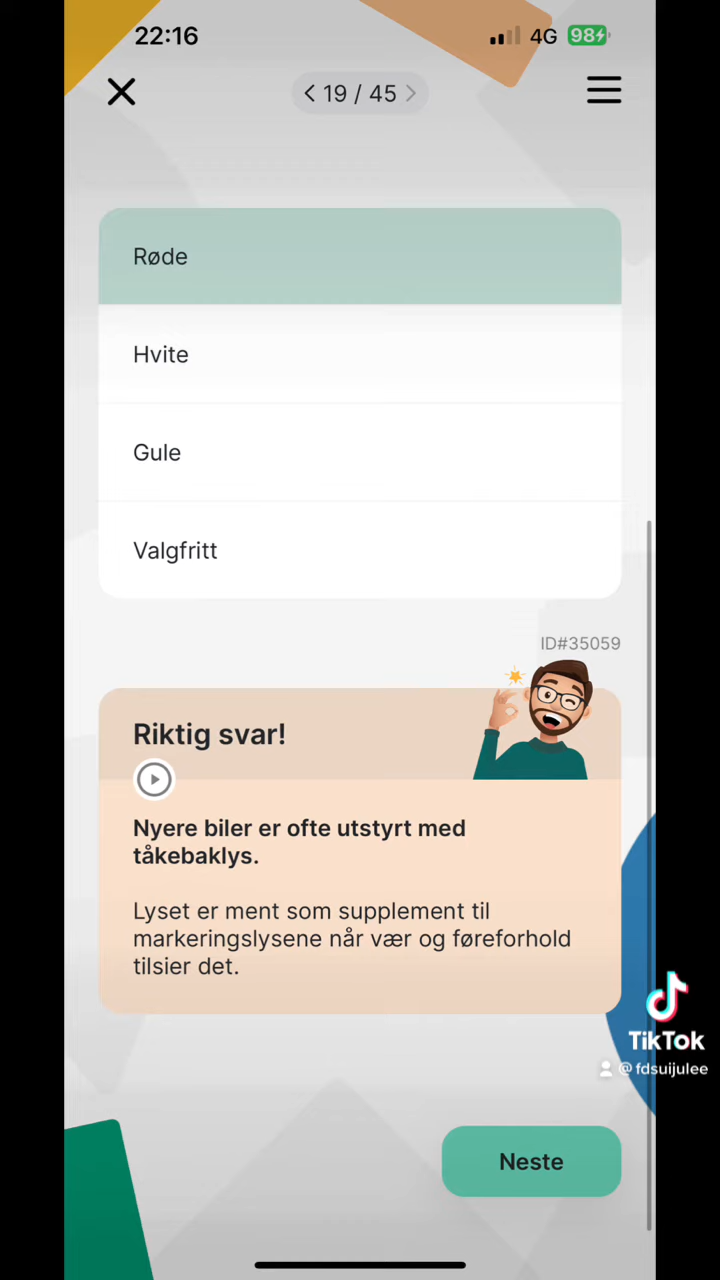 22:16
4G 98
19 / 45
Røde
Hvite
Gule
Valgfritt
ID#35059
Riktig svar!
Nyere biler er ofte utstyrt med
tåkebaklys.
Lyset er ment som supplement til
markeringslysene når vær og føreforhold
tilsier det.
TikTok
@fdsuijulee
Neste